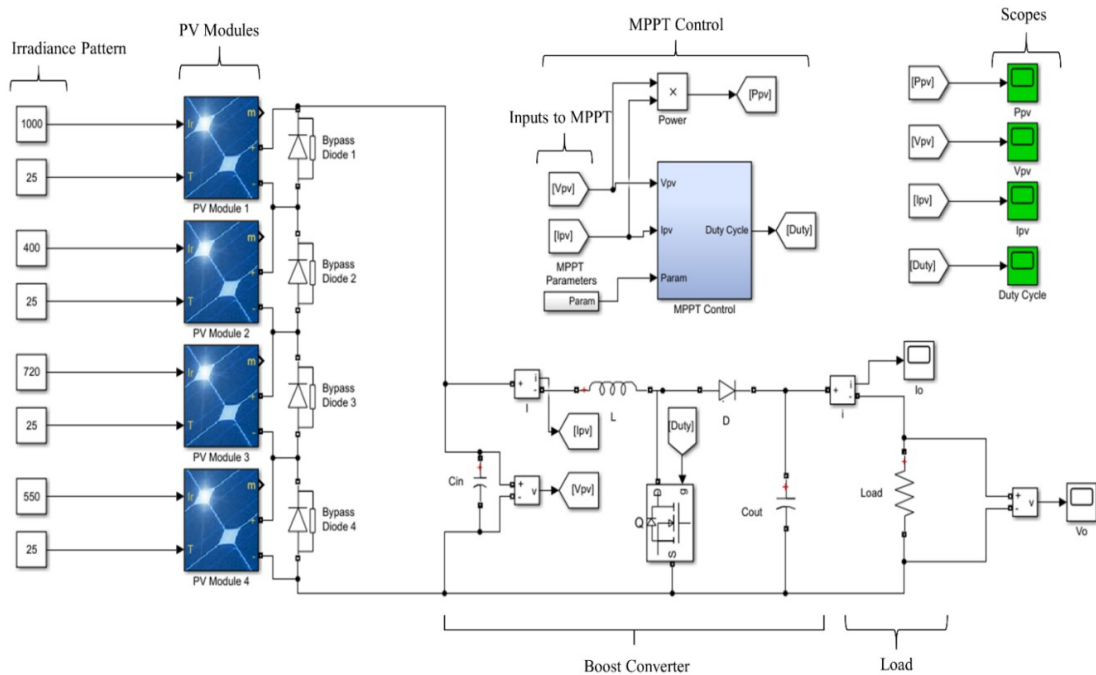 Irradiance Pattern
PV Modules
MPPT Control
Scopes
1000
Ir
m
+
T
-
25
PV Module 1
Bypass
Diode 1
400
Ir
m
+
T
-
25
PV Module 2
Bypass
Diode 2
720
Ir
m
+
T
-
25
PV Module 3
Bypass
Diode 3
550
Ir
m
+
T
-
25
PV Module 4
Bypass
Diode 4
×
Power
[Ppv]
Inputs to MPPT
[Vpv]
[Ipv]
MPPT
Parameters
Param
Vpv
Ipv
Param
Duty Cycle
MPPT Control
[Duty]
[Ppv]
Ppv
[Vpv]
Vpv
[Ipv]
Ipv
[Duty]
Duty Cycle
+
-
i
I
[Ipv]
L
[Duty]
D
+
-
i
i
Io
Cin
+
-
v
[Vpv]
Q
D
g
S
Cout
Load
+
-
v
Vo
Boost Converter
Load